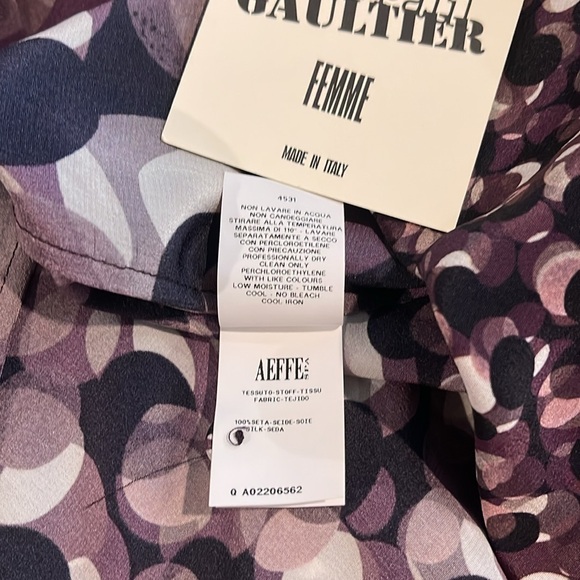 GAULTIER
FEMME
MADE IN ITALY
4531
NON LAVARE IN ACQUA
NON CANDEGGIARE
STIRARE ALLA TEMPERATURA
MASSIMA DI 110° - LAVARE
SEPARATAMENTE A SECCO
CON PERCLOROETILENE
CON PRECAUZIONE
PROFESSIONALLY DRY
CLEAN ONLY
PERCHLOROETHYLENE
WITH LIKE COLOURS
LOW MOISTURE - TUMBLE
COOL - NO BLEACH
COOL IRON
AEFFE SPA
TESSUTO-STOFF-TISSU
FABRIC-TEJIDO
100%SETA-SEIDE-SOIE
SILK-SEDA
Q A02206562